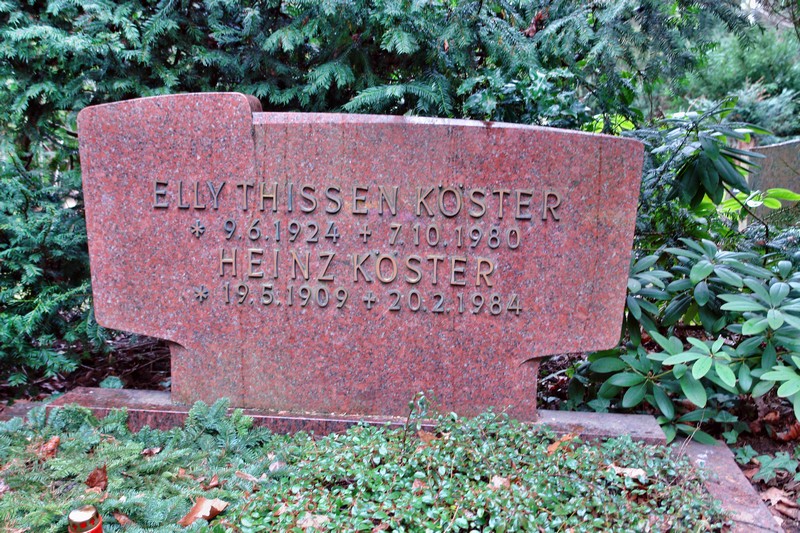 ELLY THISSEN KÖSTER
* 9.6.1924 + 7.10.1980
HEINZ KÖSTER
* 19.5.1909 + 20.2.1984